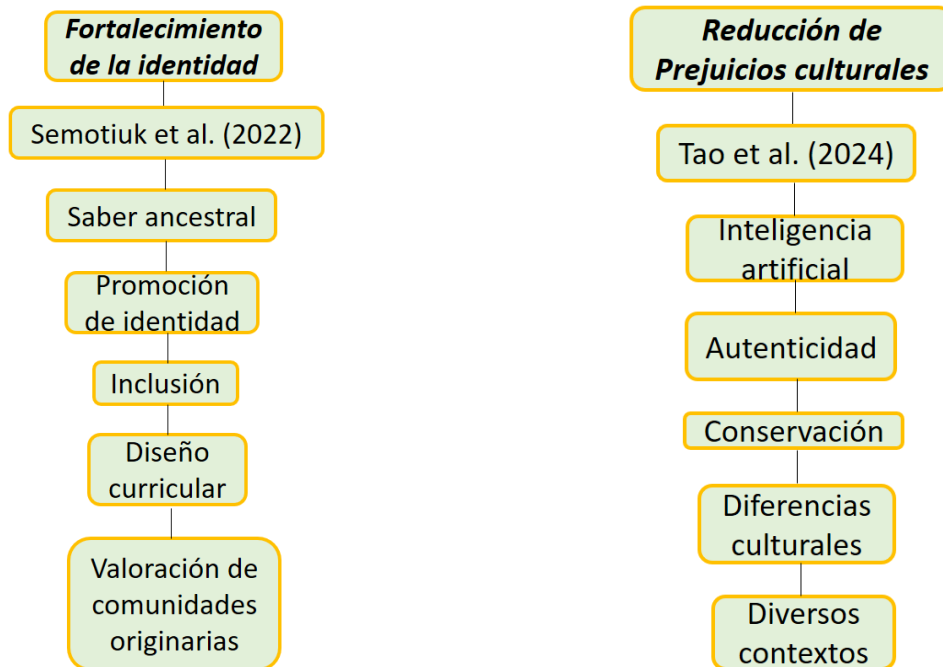 Fortalecimiento
de la identidad
Semotiuk et al. (2022)
Saber ancestral
Promoción
de identidad
Inclusión
Diseño
curricular
Valoración de
comunidades
originarias
Reducción de
Prejuicios culturales
Tao et al. (2024)
Inteligencia
artificial
Autenticidad
Conservación
Diferencias
culturales
Diversos
contextos